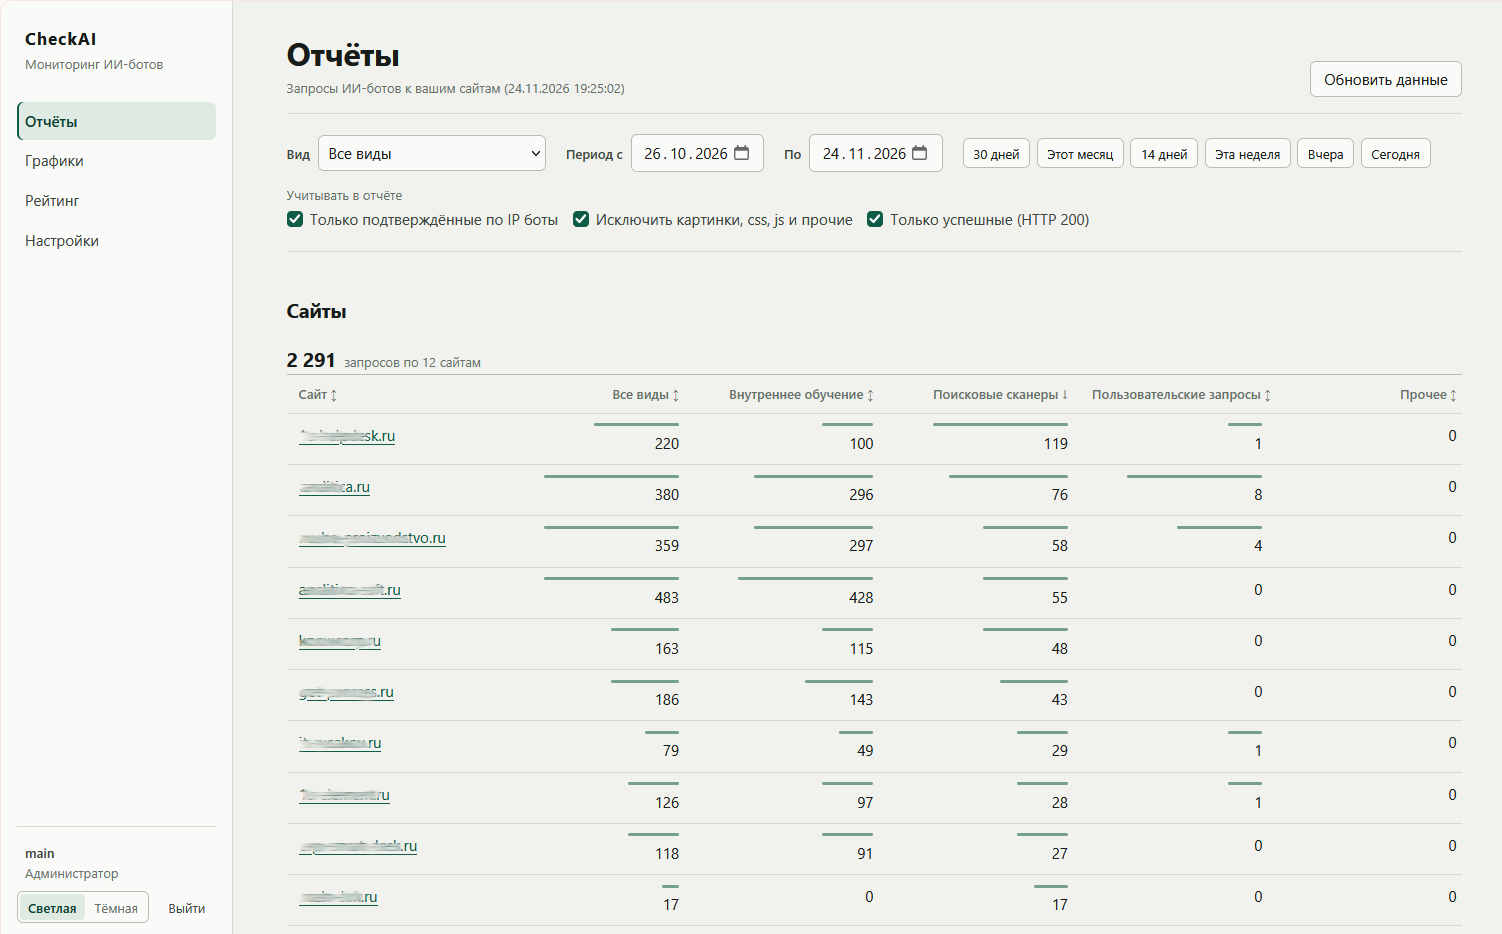 CheckAI
Мониторинг ИИ-ботов
Отчёты
Графики
Рейтинг
Настройки
main
Администратор
Светлая Тёмная Выйти
Отчёты
Запросы ИИ-ботов к вашим сайтам (24.11.2026 19:25:02)
Обновить данные
Вид Все виды Период с 26.10.2026 По 24.11.2026 30 дней Этот месяц 14 дней Эта неделя Вчера Сегодня
Учитывать в отчёте
Только подтверждённые по IP боты Исключить картинки, css, js и прочие Только успешные (HTTP 200)
Сайты
2 291 запросов по 12 сайтам
Сайт ↕ Все виды ↕ Внутреннее обучение ↕ Поисковые сканеры ↓ Пользовательские запросы ↕ Прочее ↕
220 100 119 1 0
380 296 76 8 0
359 297 58 4 0
483 428 55 0 0
163 115 48 0 0
186 143 43 0 0
79 49 29 1 0
126 97 28 1 0
118 91 27 0 0
17 0 17 0 0